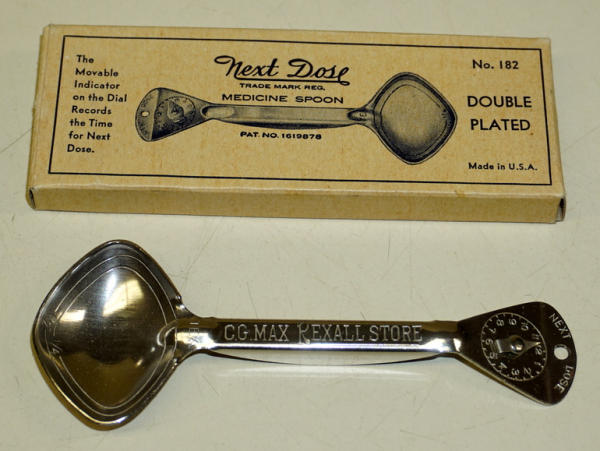 The
Movable
Indicator
on the Dial
Records
the Time
for Next
Dose.
Next Dose
TRADE MARK REG.
MEDICINE SPOON
PAT. NO. 1619878
No. 182
DOUBLE
PLATED
Made in U.S.A.
C.G. MAX REXALL STORE
NEXT
DOSE